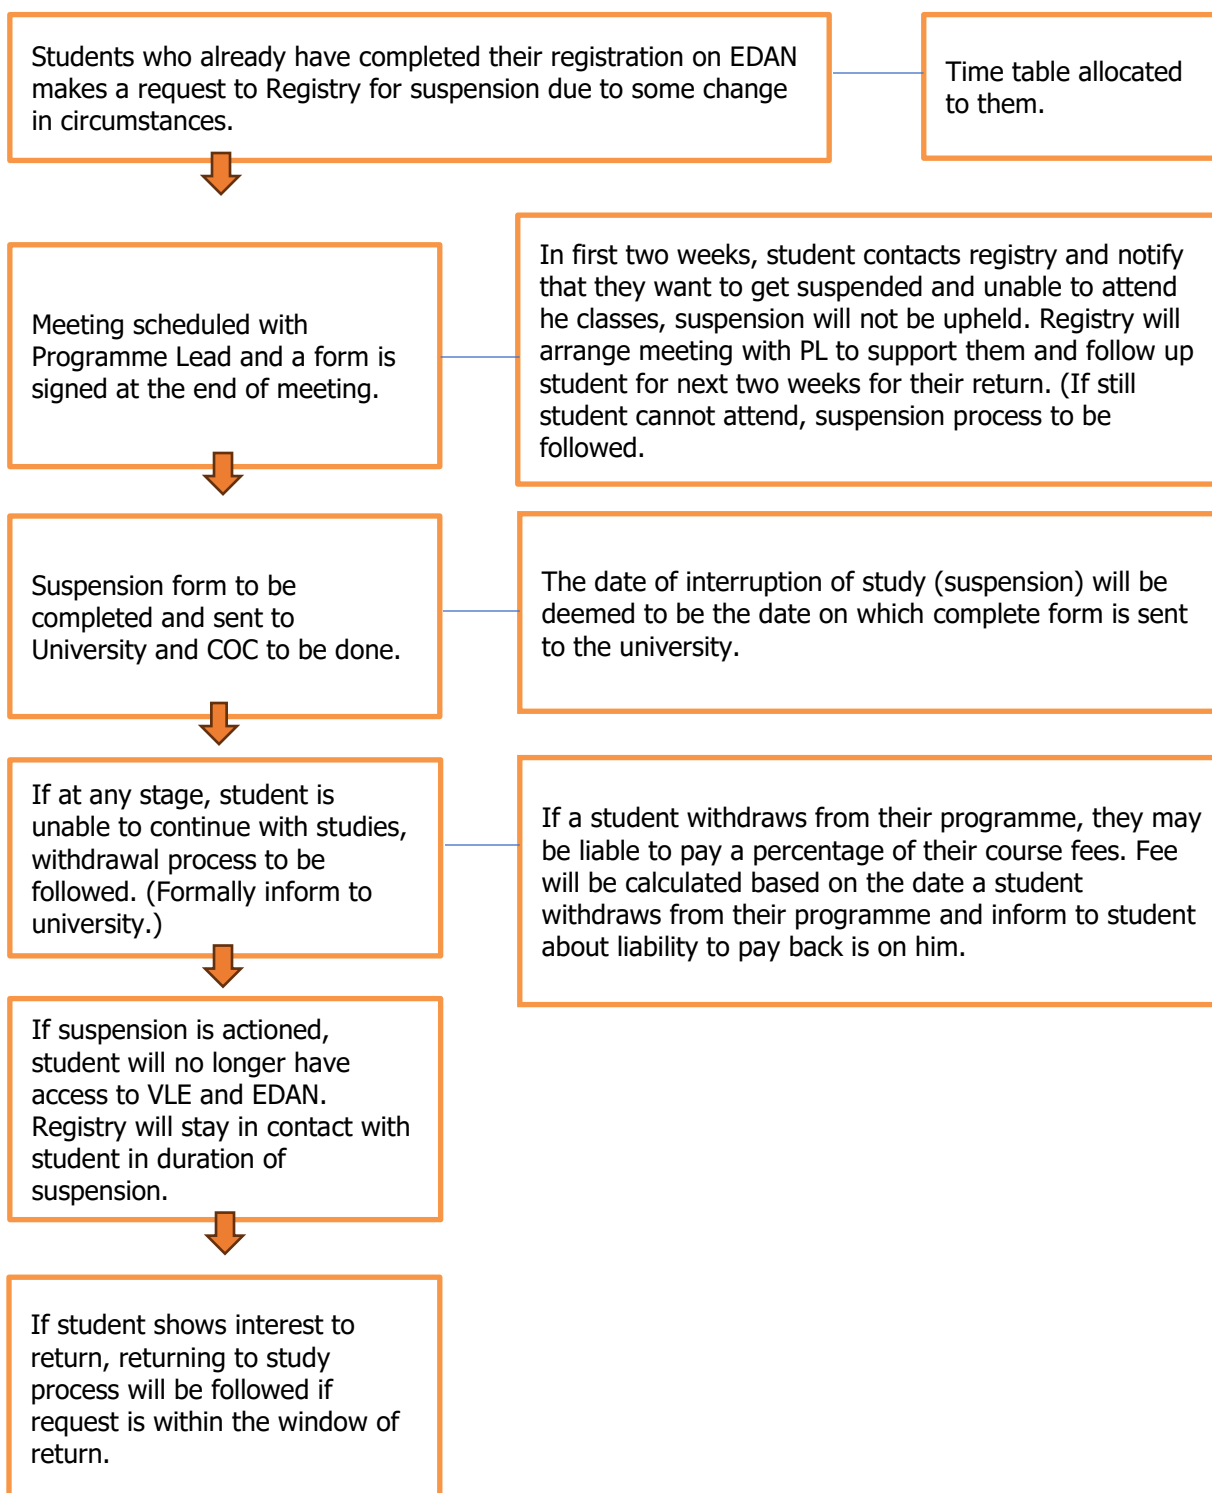 Students who already have completed their registration on EDAN
makes a request to Registry for suspension due to some change
in circumstances.
Time table allocated
to them.
Meeting scheduled with
Programme Lead and a form is
signed at the end of meeting.
In first two weeks, student contacts registry and notify
that they want to get suspended and unable to attend
he classes, suspension will not be upheld. Registry will
arrange meeting with PL to support them and follow up
student for next two weeks for their return. (If still
student cannot attend, suspension process to be
followed.
Suspension form to be
completed and sent to
University and COC to be done.
The date of interruption of study (suspension) will be
deemed to be the date on which complete form is sent
to the university.
If at any stage, student is
unable to continue with studies,
withdrawal process to be
followed. (Formally inform to
university.)
If a student withdraws from their programme, they may
be liable to pay a percentage of their course fees. Fee
will be calculated based on the date a student
withdraws from their programme and inform to student
about liability to pay back is on him.
If suspension is actioned,
student will no longer have
access to VLE and EDAN.
Registry will stay in contact with
student in duration of
suspension.
If student shows interest to
return, returning to study
process will be followed if
request is within the window of
return.